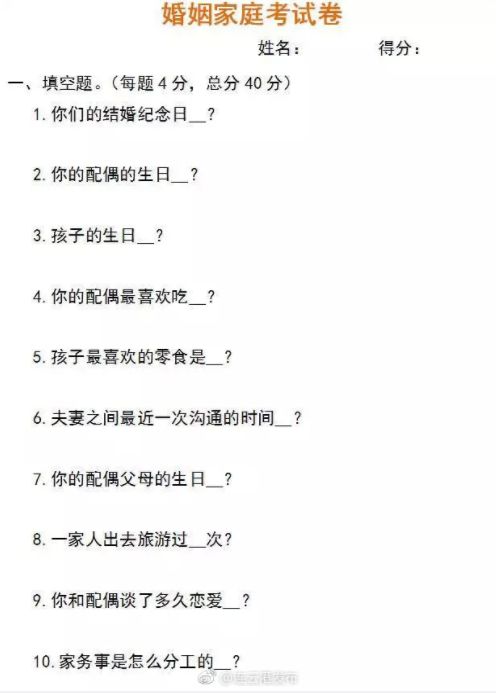 婚姻家庭考试卷
姓名： 得分：
一、填空题。（每题 4 分，总分 40 分）
1.你们的结婚纪念日__？
2.你的配偶的生日__？
3.孩子的生日__？
4.你的配偶最喜欢吃__？
5.孩子最喜欢的零食是__？
6.夫妻之间最近一次沟通的时间__？
7.你的配偶父母的生日__？
8.一家人出去旅游过__次？
9.你和配偶谈了多久恋爱__？
10.家务事是怎么分工的__？
@连云港发布